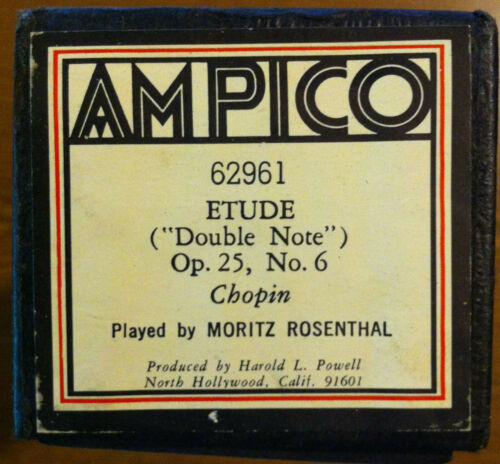 AMPICO
62961
ETUDE
("Double Note")
Op. 25, No. 6
Chopin
Played by MORITZ ROSENTHAL
Produced by Harold L. Powell
North Hollywood, Calif. 91601